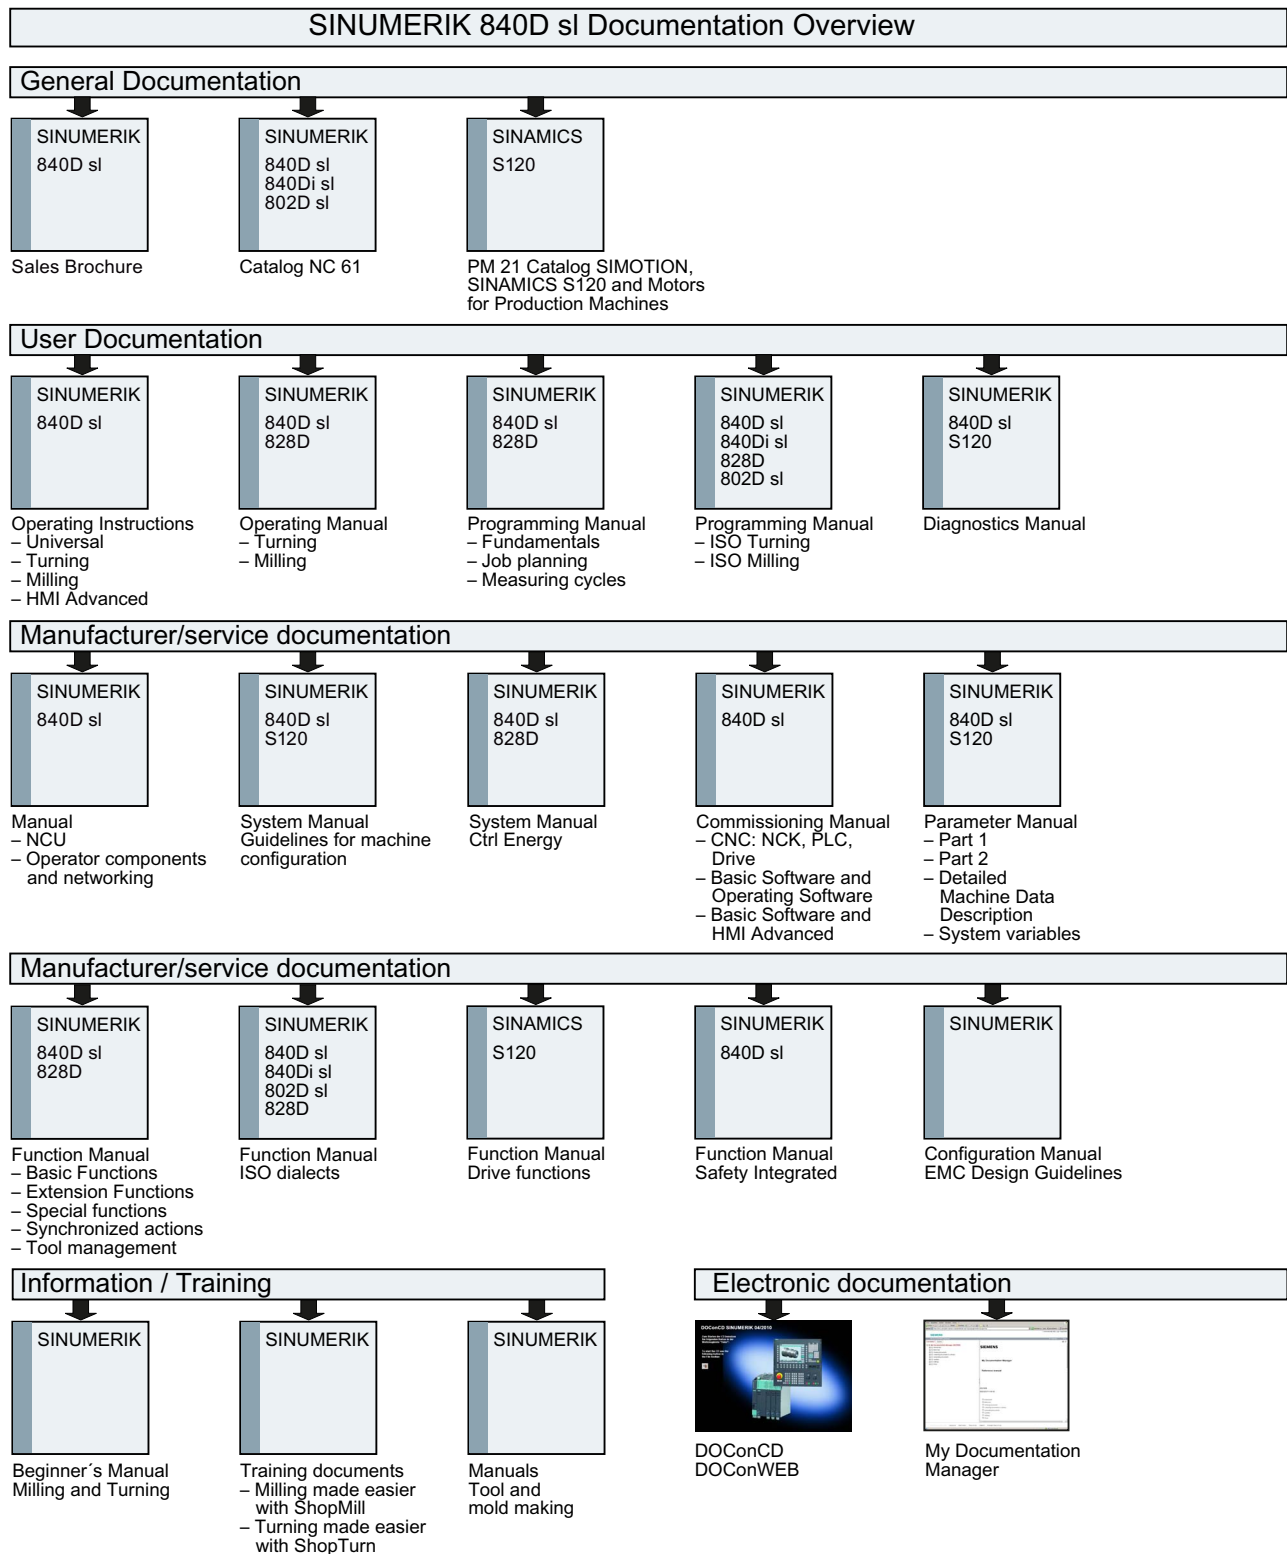 SINUMERIK 840D sl Documentation Overview
General Documentation
SINUMERIK
840D sl
Sales Brochure
SINUMERIK
840D sl
840Di sl
802D sl
Catalog NC 61
SINAMICS
S120
PM 21 Catalog SIMOTION,
SINAMICS S120 and Motors
for Production Machines
User Documentation
SINUMERIK
840D sl
Operating Instructions
– Universal
– Turning
– Milling
– HMI Advanced
SINUMERIK
840D sl
828D
Operating Manual
– Turning
– Milling
SINUMERIK
840D sl
828D
Programming Manual
– Fundamentals
– Job planning
– Measuring cycles
SINUMERIK
840D sl
840Di sl
828D
802D sl
Programming Manual
– ISO Turning
– ISO Milling
SINUMERIK
840D sl
S120
Diagnostics Manual
Manufacturer/service documentation
SINUMERIK
840D sl
Manual
– NCU
– Operator components
and networking
SINUMERIK
840D sl
S120
System Manual
Guidelines for machine
configuration
SINUMERIK
840D sl
828D
System Manual
Ctrl Energy
SINUMERIK
840D sl
Commissioning Manual
– CNC: NCK, PLC,
Drive
– Basic Software and
Operating Software
– Basic Software and
HMI Advanced
SINUMERIK
840D sl
S120
Parameter Manual
– Part 1
– Part 2
– Detailed
Machine Data
Description
– System variables
Manufacturer/service documentation
SINUMERIK
840D sl
828D
Function Manual
– Basic Functions
– Extension Functions
– Special functions
– Synchronized actions
– Tool management
SINUMERIK
840D sl
840Di sl
802D sl
828D
Function Manual
ISO dialects
SINAMICS
S120
Function Manual
Drive functions
SINUMERIK
840D sl
Function Manual
Safety Integrated
SINUMERIK
Configuration Manual
EMC Design Guidelines
Information / Training
SINUMERIK
Beginner´s Manual
Milling and Turning
SINUMERIK
Training documents
– Milling made easier
with ShopMill
– Turning made easier
with ShopTurn
SINUMERIK
Manuals
Tool and
mold making
Electronic documentation
DOConCD SINUMERIK 04/2010
DOConCD
DOConWEB
SIEMENS
My Documentation Manager
My Documentation
Manager